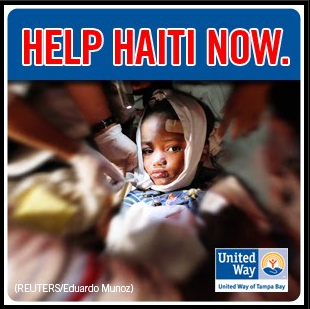 HELP HAITI NOW.
(REUTERS/Eduardo Munoz)
United
Way
United Way of Tampa Bay